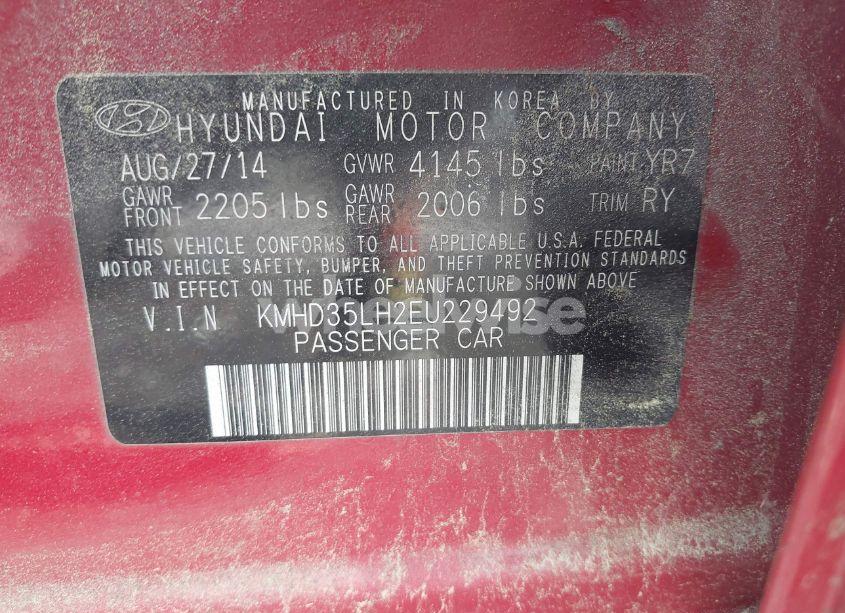 MANUFACTURED IN KOREA BY
HYUNDAI MOTOR COMPANY
AUG/27/14 GVWR 4145 lbs PAINT YR7
GAWR FRONT 2205 lbs GAWR REAR 2006 lbs TRIM RY
THIS VEHICLE CONFORMS TO ALL APPLICABLE U.S.A. FEDERAL
MOTOR VEHICLE SAFETY, BUMPER, AND THEFT PREVENTION STANDARDS
IN EFFECT ON THE DATE OF MANUFACTURE SHOWN ABOVE
V.I.N KMHD35LH2EU229492
PASSENGER CAR